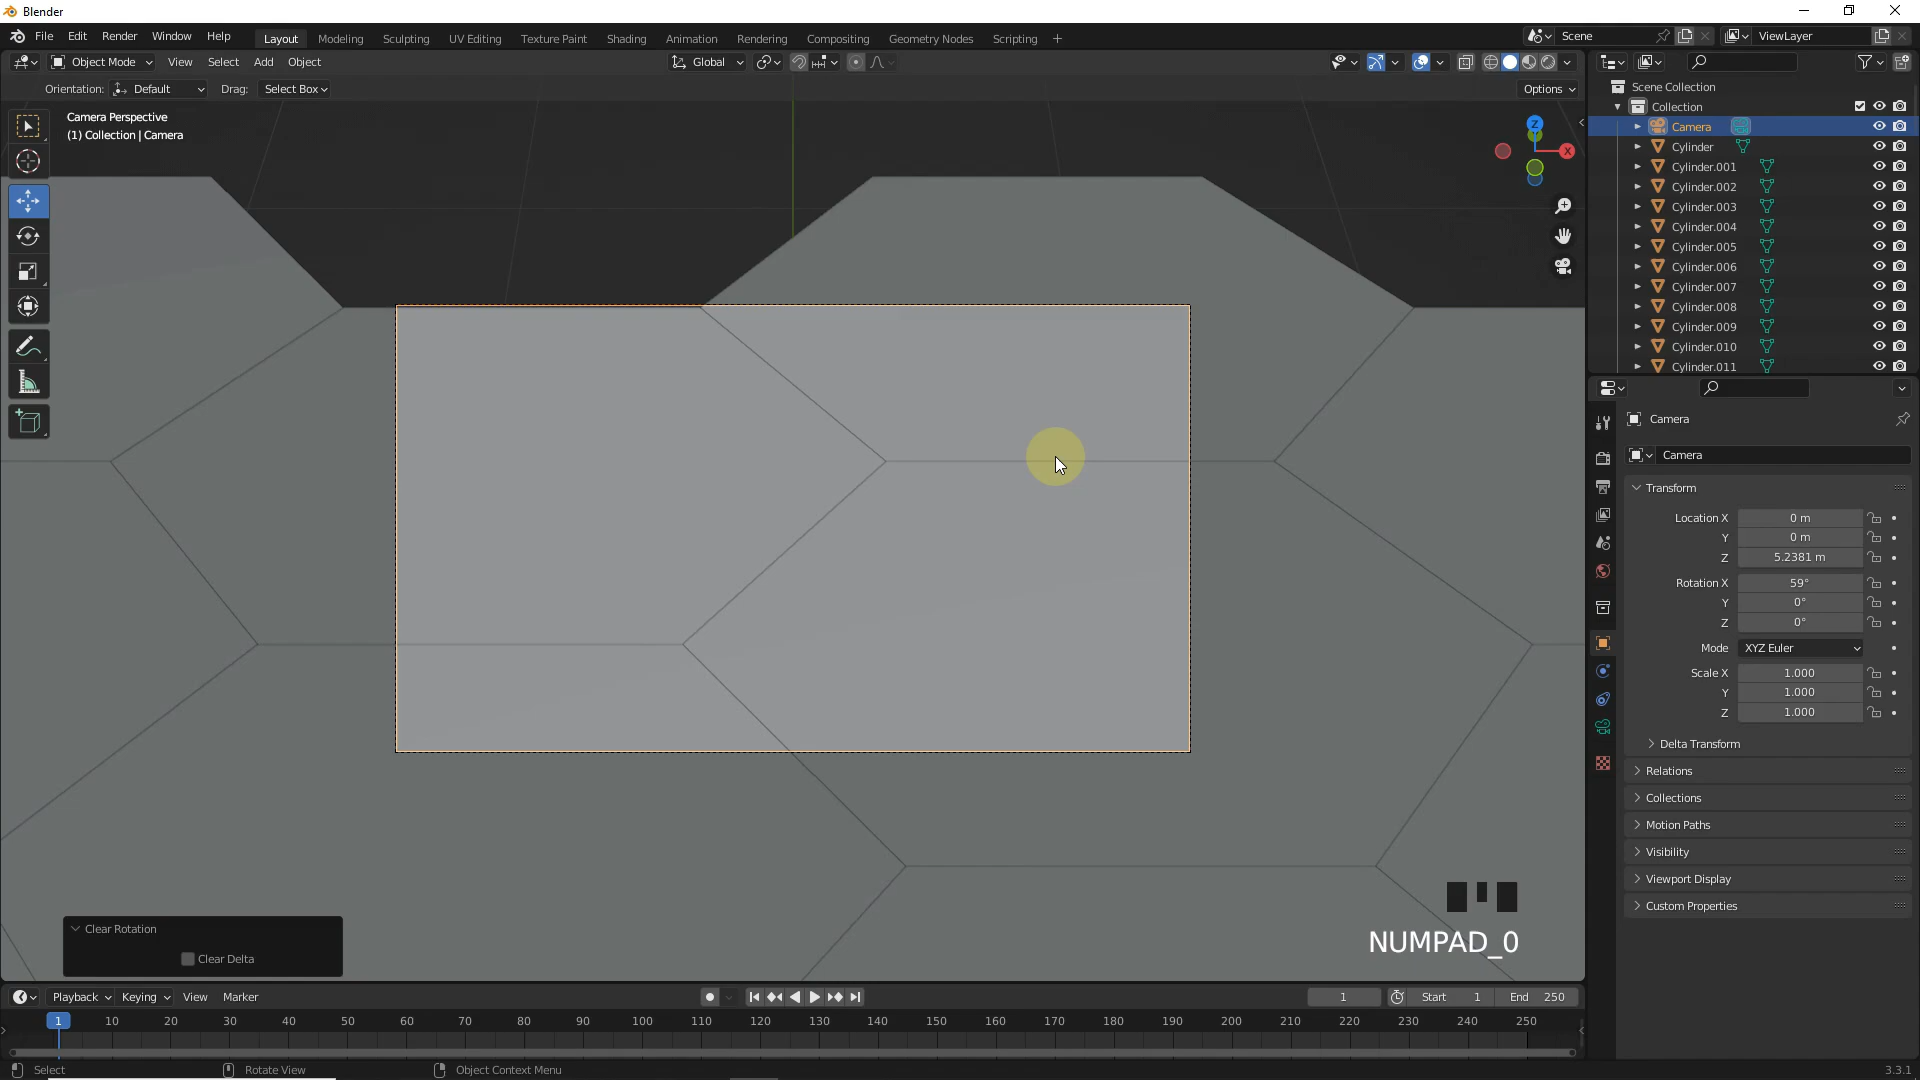 Blender
File Edit Render Window Help
Layout Modeling Sculpting UV Editing Texture Paint Shading Animation Rendering Compositing Geometry Nodes Scripting +
Scene
ViewLayer
Object Mode View Select Add Object
Global
Orientation: Default Drag: Select Box
Options
Camera Perspective
(1) Collection | Camera
Z
X
Scene Collection
Collection
Camera
Cylinder
Cylinder.001
Cylinder.002
Cylinder.003
Cylinder.004
Cylinder.005
Cylinder.006
Cylinder.007
Cylinder.008
Cylinder.009
Cylinder.010
Cylinder.011
Camera
Camera
Transform
Location X 0 m
Y 0 m
Z 5.2381 m
Rotation X 59°
Y 0°
Z 0°
Mode XYZ Euler
Scale X 1.000
Y 1.000
Z 1.000
Delta Transform
Relations
Collections
Motion Paths
Visibility
Viewport Display
Custom Properties
NUMPAD_0
Clear Rotation
Clear Delta
Playback Keying View Marker
1 Start 1 End 250
1 10 20 30 40 50 60 70 80 90 100 110 120 130 140 150 160 170 180 190 200 210 220 230 240 250
Select Rotate View Object Context Menu
3.3.1